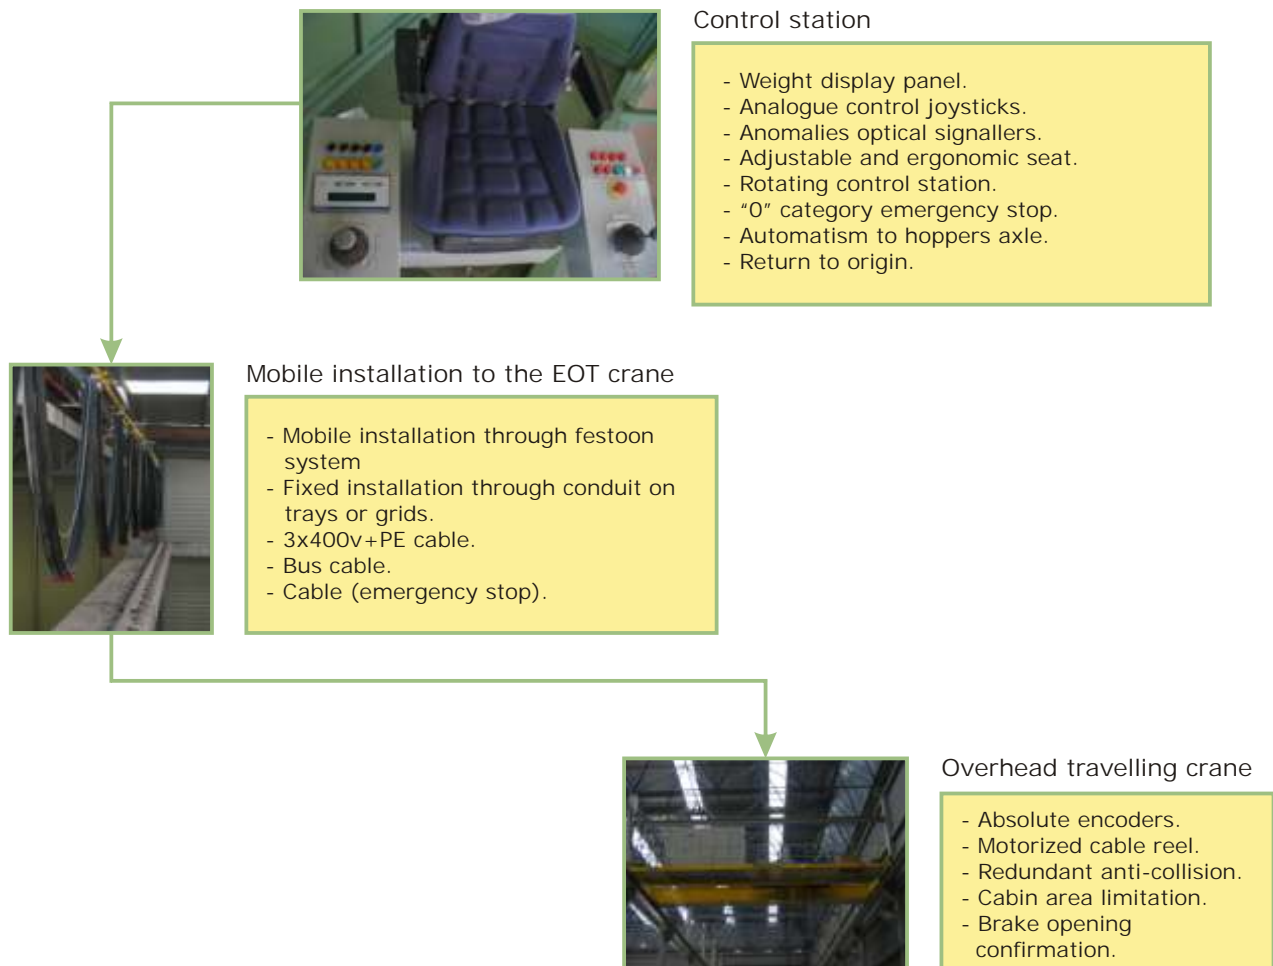 Control station
- Weight display panel.
- Analogue control joysticks.
- Anomalies optical signallers.
- Adjustable and ergonomic seat.
- Rotating control station.
- “0” category emergency stop.
- Automatism to hoppers axle.
- Return to origin.
Mobile installation to the EOT crane
- Mobile installation through festoon
system
- Fixed installation through conduit on
trays or grids.
- 3x400v+PE cable.
- Bus cable.
- Cable (emergency stop).
Overhead travelling crane
- Absolute encoders.
- Motorized cable reel.
- Redundant anti-collision.
- Cabin area limitation.
- Brake opening
confirmation.